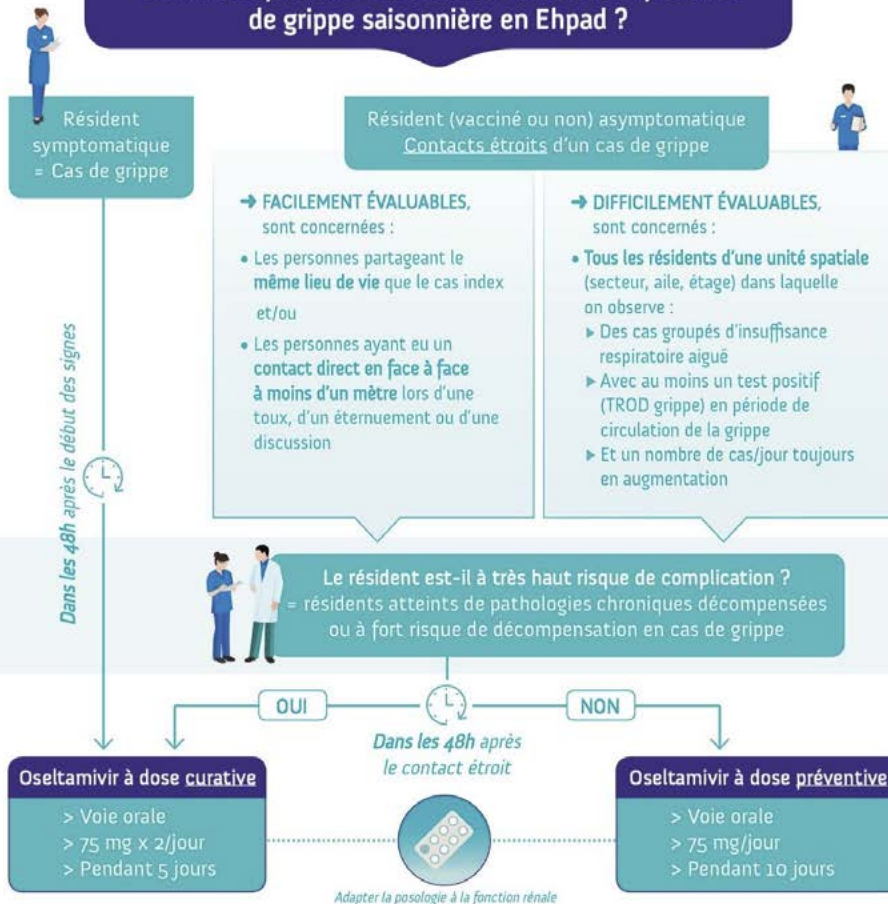 de grippe saisonnière en Ehpad ?
Résident
symptomatique
= Cas de grippe
Résident (vacciné ou non) asymptomatique
Contacts étroits d'un cas de grippe
➔ FACILEMENT ÉVALUABLES,
sont concernées :
• Les personnes partageant le
même lieu de vie que le cas index
et/ou
• Les personnes ayant eu un
contact direct en face à face
à moins d'un mètre lors d'une
toux, d'un éternuement ou d'une
discussion
➔ DIFFICILEMENT ÉVALUABLES,
sont concernés :
• Tous les résidents d'une unité spatiale
(secteur, aile, étage) dans laquelle
on observe :
▶ Des cas groupés d'insuffisance
respiratoire aiguë
▶ Avec au moins un test positif
(TROD grippe) en période de
circulation de la grippe
▶ Et un nombre de cas/jour toujours
en augmentation
Dans les 48h après le début des signes
Le résident est-il à très haut risque de complication ?
= résidents atteints de pathologies chroniques décompensées
ou à fort risque de décompensation en cas de grippe
OUI
NON
Dans les 48h après
le contact étroit
Oseltamivir à dose curative
> Voie orale
> 75 mg x 2/jour
> Pendant 5 jours
Oseltamivir à dose préventive
> Voie orale
> 75 mg/jour
> Pendant 10 jours
Adapter la posologie à la fonction rénale